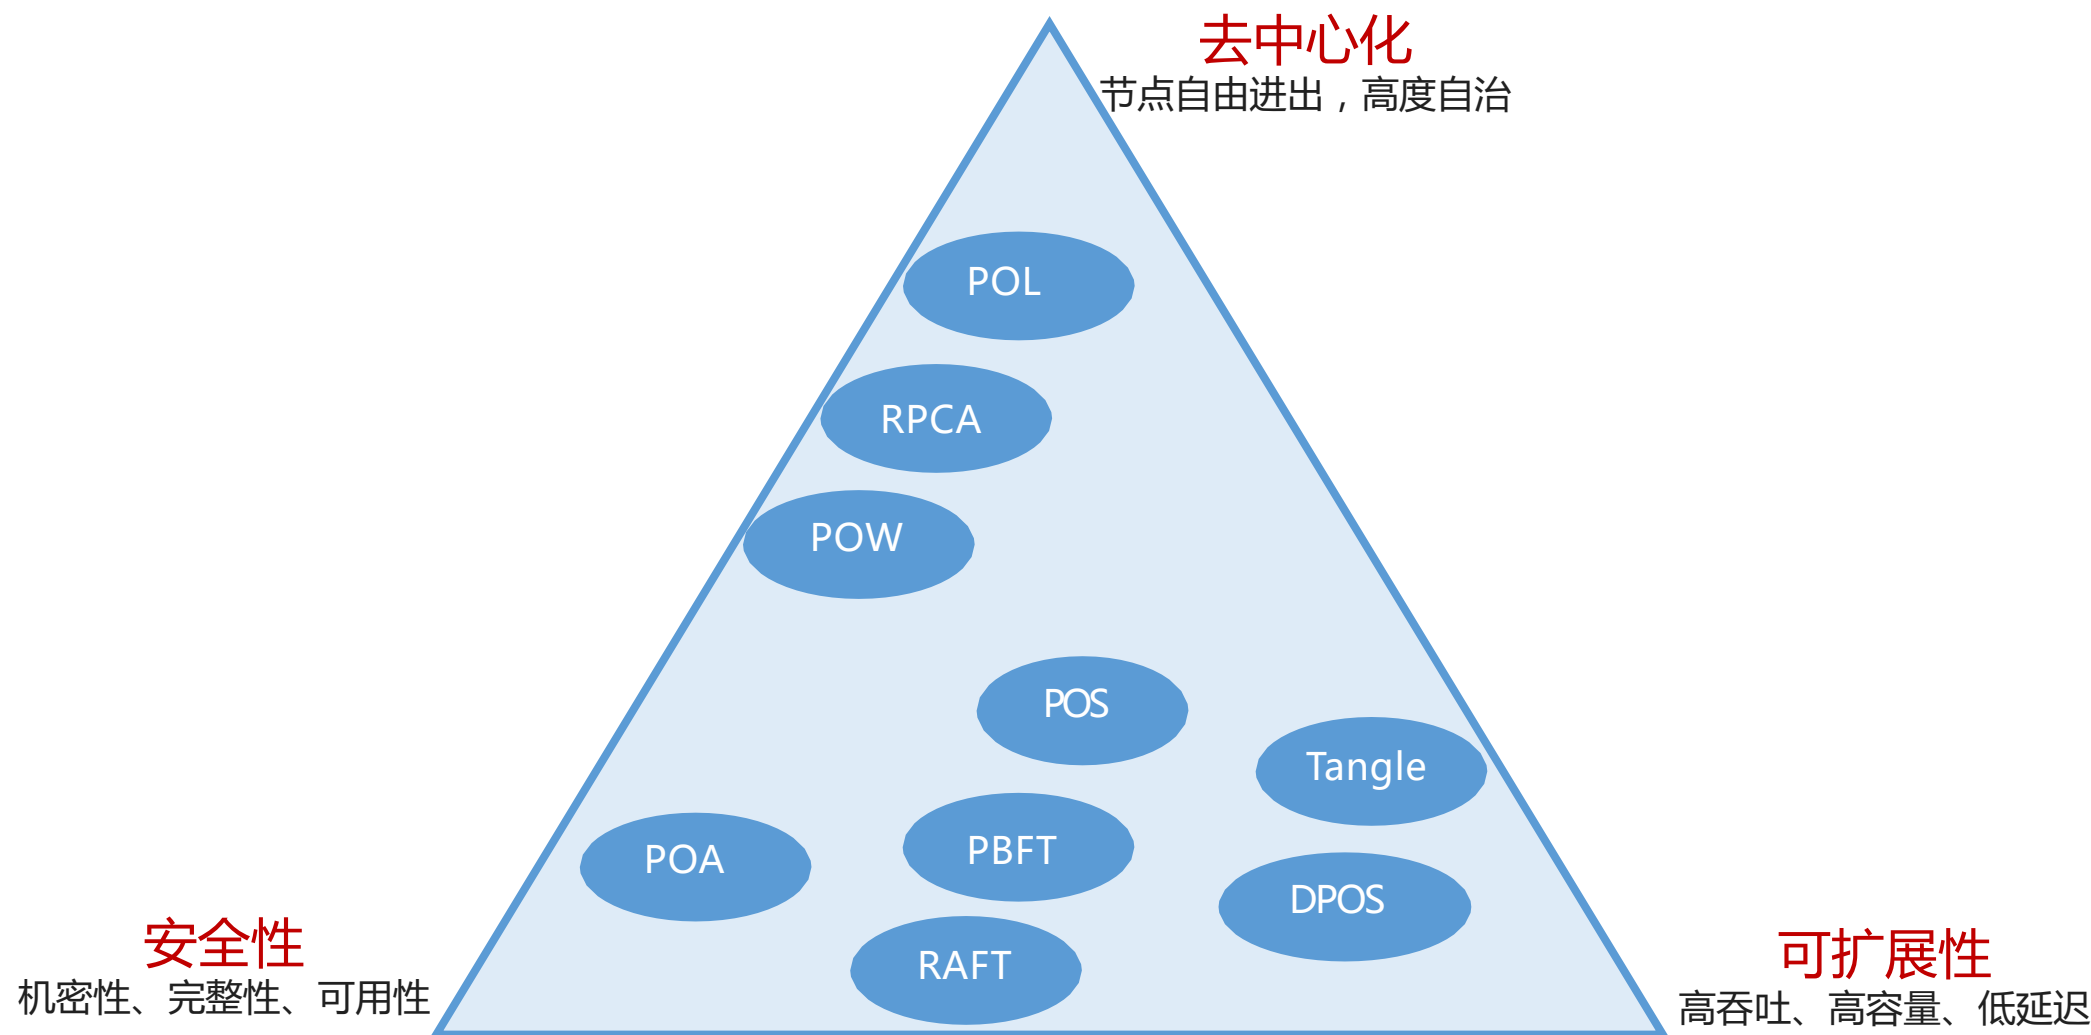 去中心化
节点自由进出，高度自治
POL
RPCA
POW
POS
Tangle
PBFT
POA
DPOS
RAFT
安全性
机密性、完整性、可用性
可扩展性
高吞吐、高容量、低延迟